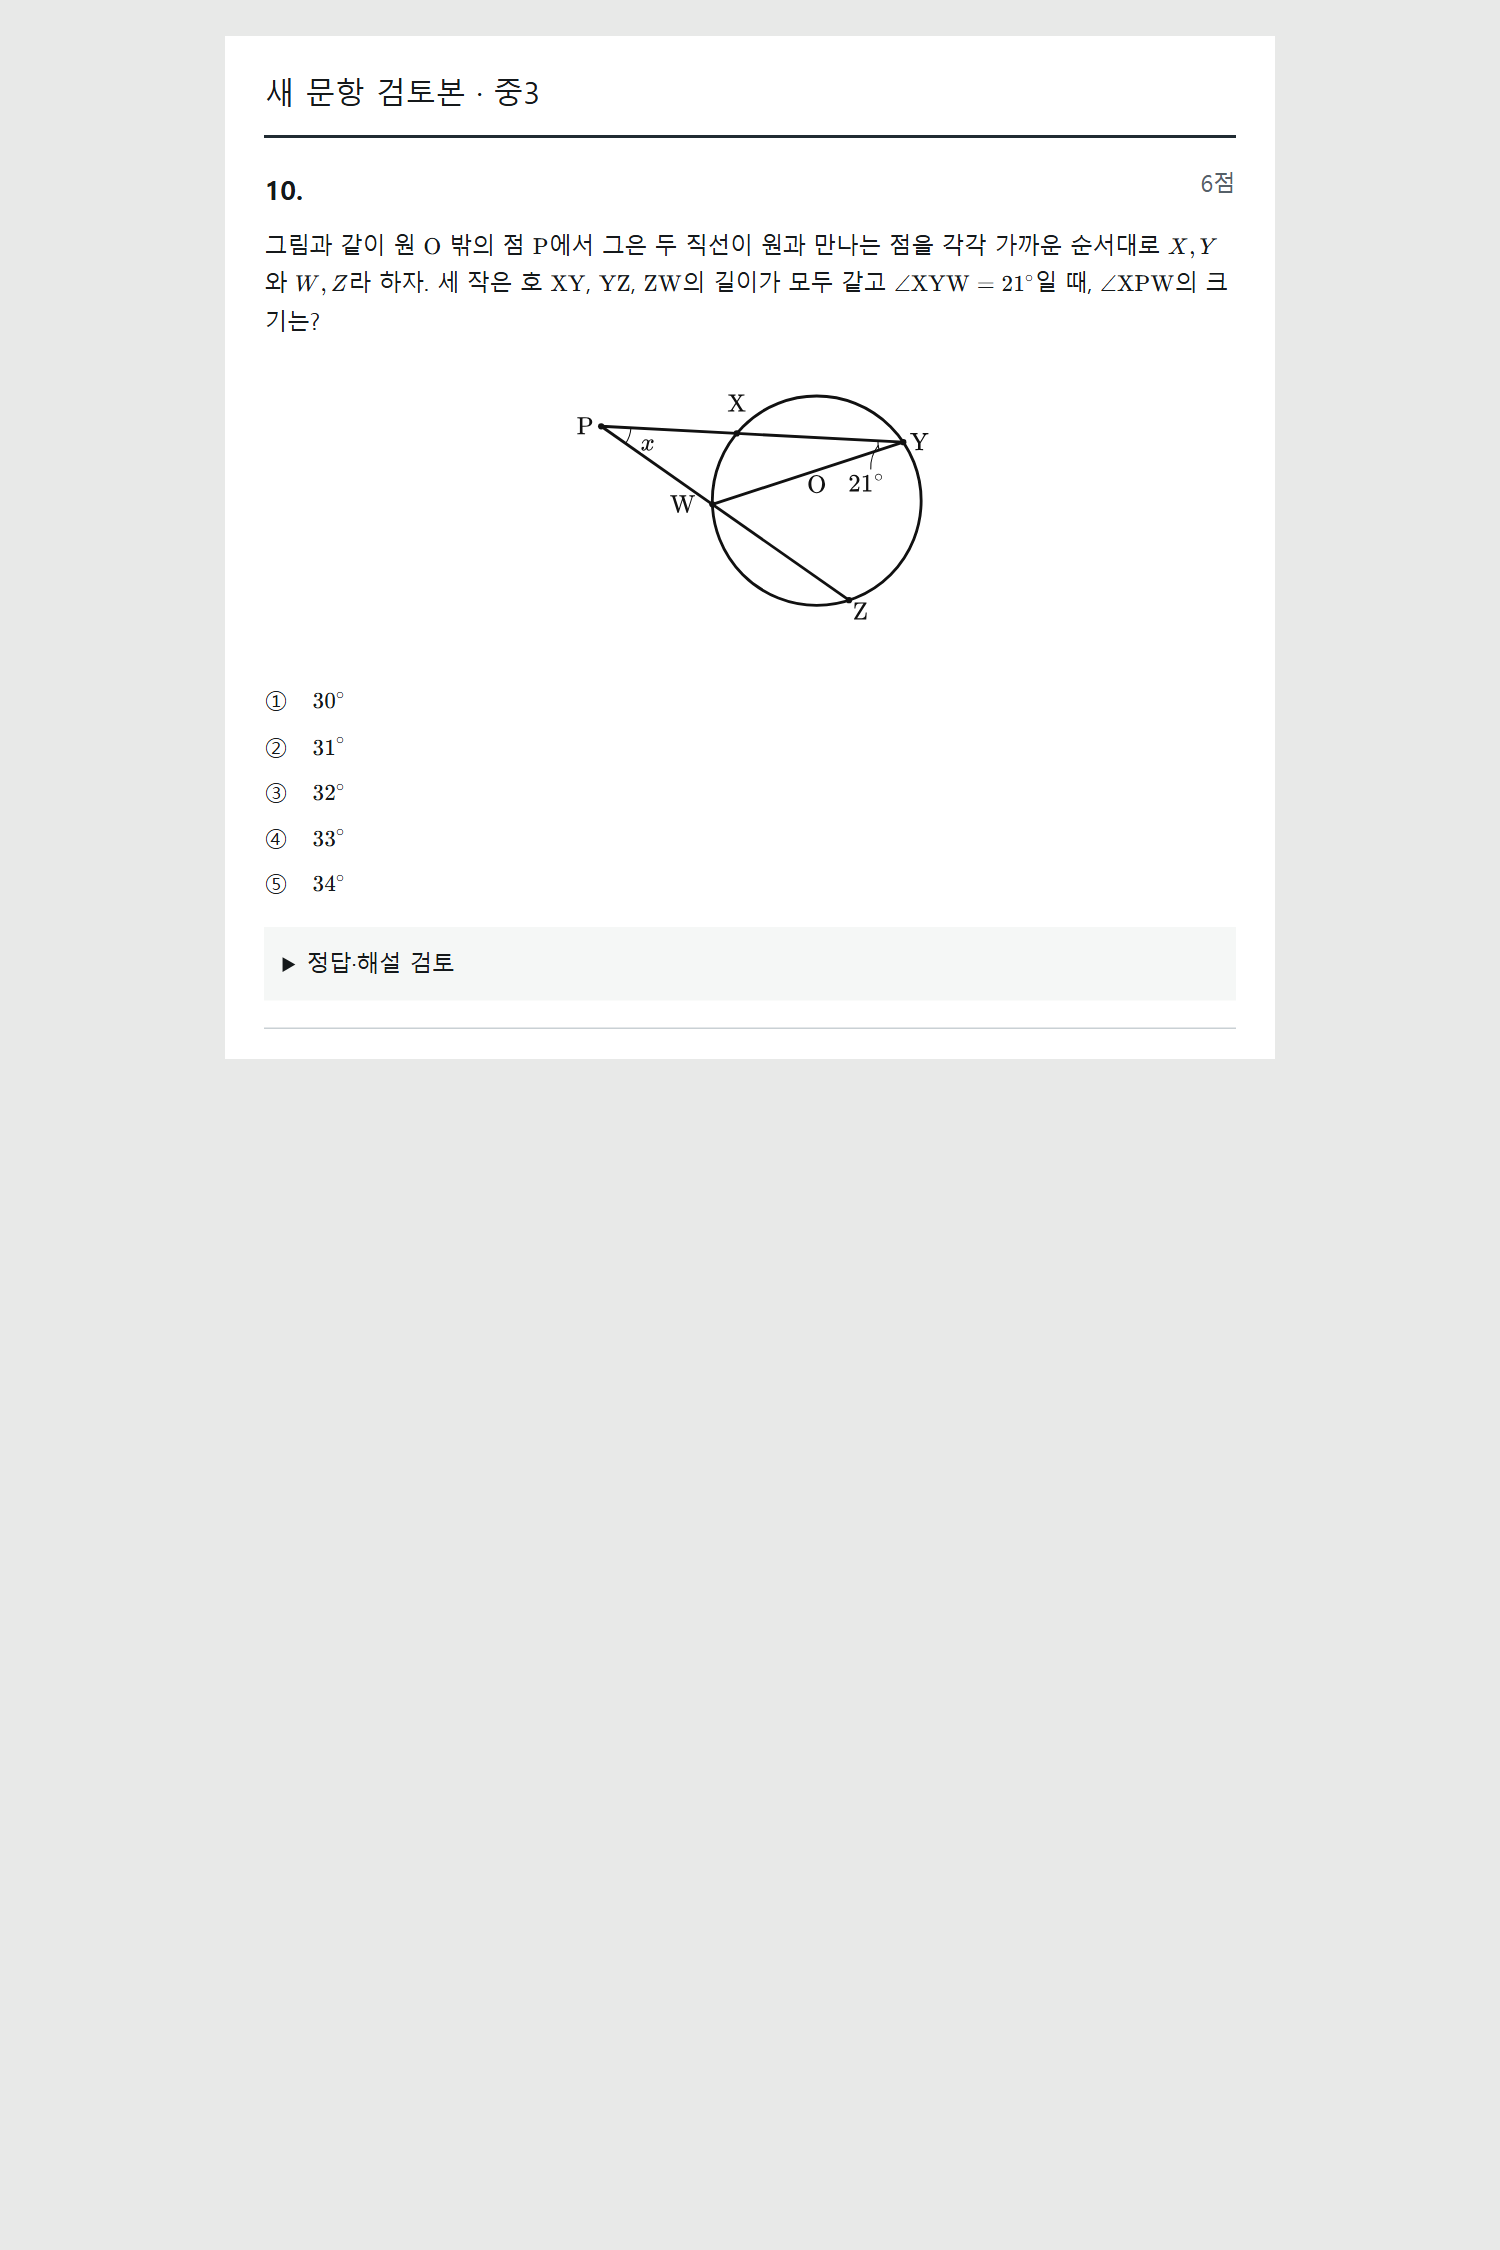 새 문항 검토본 · 중3
10.
6점
그림과 같이 원 O 밖의 점 P에서 그은 두 직선이 원과 만나는 점을 각각 가까운 순서대로 X, Y
와 W, Z라 하자. 세 작은 호 XY, YZ, ZW의 길이가 모두 같고 ∠XYW = 21°일 때, ∠XPW의 크
기는?
X
P
x
Y
W
O
21°
Z
① 30°
② 31°
③ 32°
④ 33°
⑤ 34°
▶ 정답·해설 검토